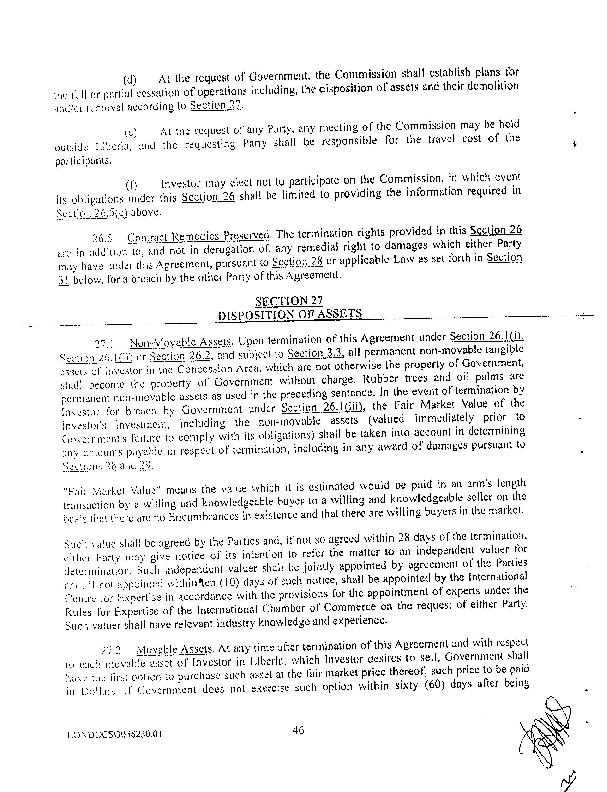 (d) At the request of Government, the Commission shall establish plans for
the full or partial cessation of operations including, the disposition of assets and their demolition
and/or removal according to Section 27.
(e) At the request of any Party, any meeting of the Commission may be held
outside Liberia, and the requesting Party shall be responsible for the travel cost of the
participants.
(f) Investor may elect not to participate on the Commission, in which event
its obligations under this Section 26 shall be limited to providing the information required in
Section 26.5(c) above.
26.5 Contract Remedies Preserved. The termination rights provided in this Section 26
are in addition to, and not in derogation of, any remedial right to damages which either Party
may have under this Agreement, pursuant to Section 28 or applicable Law as set forth in Section
31 below, for a breach by the other Party of this Agreement.
SECTION 27
DISPOSITION OF ASSETS
27.1 Non-Movable Assets. Upon termination of this Agreement under Section 26.1(i),
Section 26.1(ii) or Section 26.2, and subject to Section 3.3, all permanent non-movable tangible
assets of Investor in the Concession Area, which are not otherwise the property of Government,
shall become the property of Government without charge. Rubber trees and oil palms are
permanent non-movable assets as used in the preceding sentence. In the event of termination by
Investor for breach by Government under Section 26.1(iii), the Fair Market Value of the
Investor's investment, including the non-movable assets (valued immediately prior to
Government's failure to comply with its obligations) shall be taken into account in determining
any amounts payable in respect of termination, including in any award of damages pursuant to
Sections 26 and 28.
"Fair Market Value" means the value which it is estimated would be paid in an arm's length
transaction by a willing and knowledgeable buyer to a willing and knowledgeable seller on the
basis that there are no Encumbrances in existence and that there are willing buyers in the market.
Such value shall be agreed by the Parties and, if not so agreed within 28 days of the termination,
either Party may give notice of its intention to refer the matter to an independent valuer for
determination. Such independent valuer shall be jointly appointed by agreement of the Parties
and, if not appointed within ten (10) days of such notice, shall be appointed by the International
Centre for Expertise in accordance with the provisions for the appointment of experts under the
Rules for Expertise of the International Chamber of Commerce on the request of either Party.
Such valuer shall have relevant industry knowledge and experience.
27.2 Movable Assets. At any time after termination of this Agreement and with respect
to each movable asset of Investor in Liberia, which Investor desires to sell, Government shall
have the first option to purchase such asset at the fair market price thereof, such price to be paid
in Dollars. If Government does not exercise such option within sixty (60) days after being
46